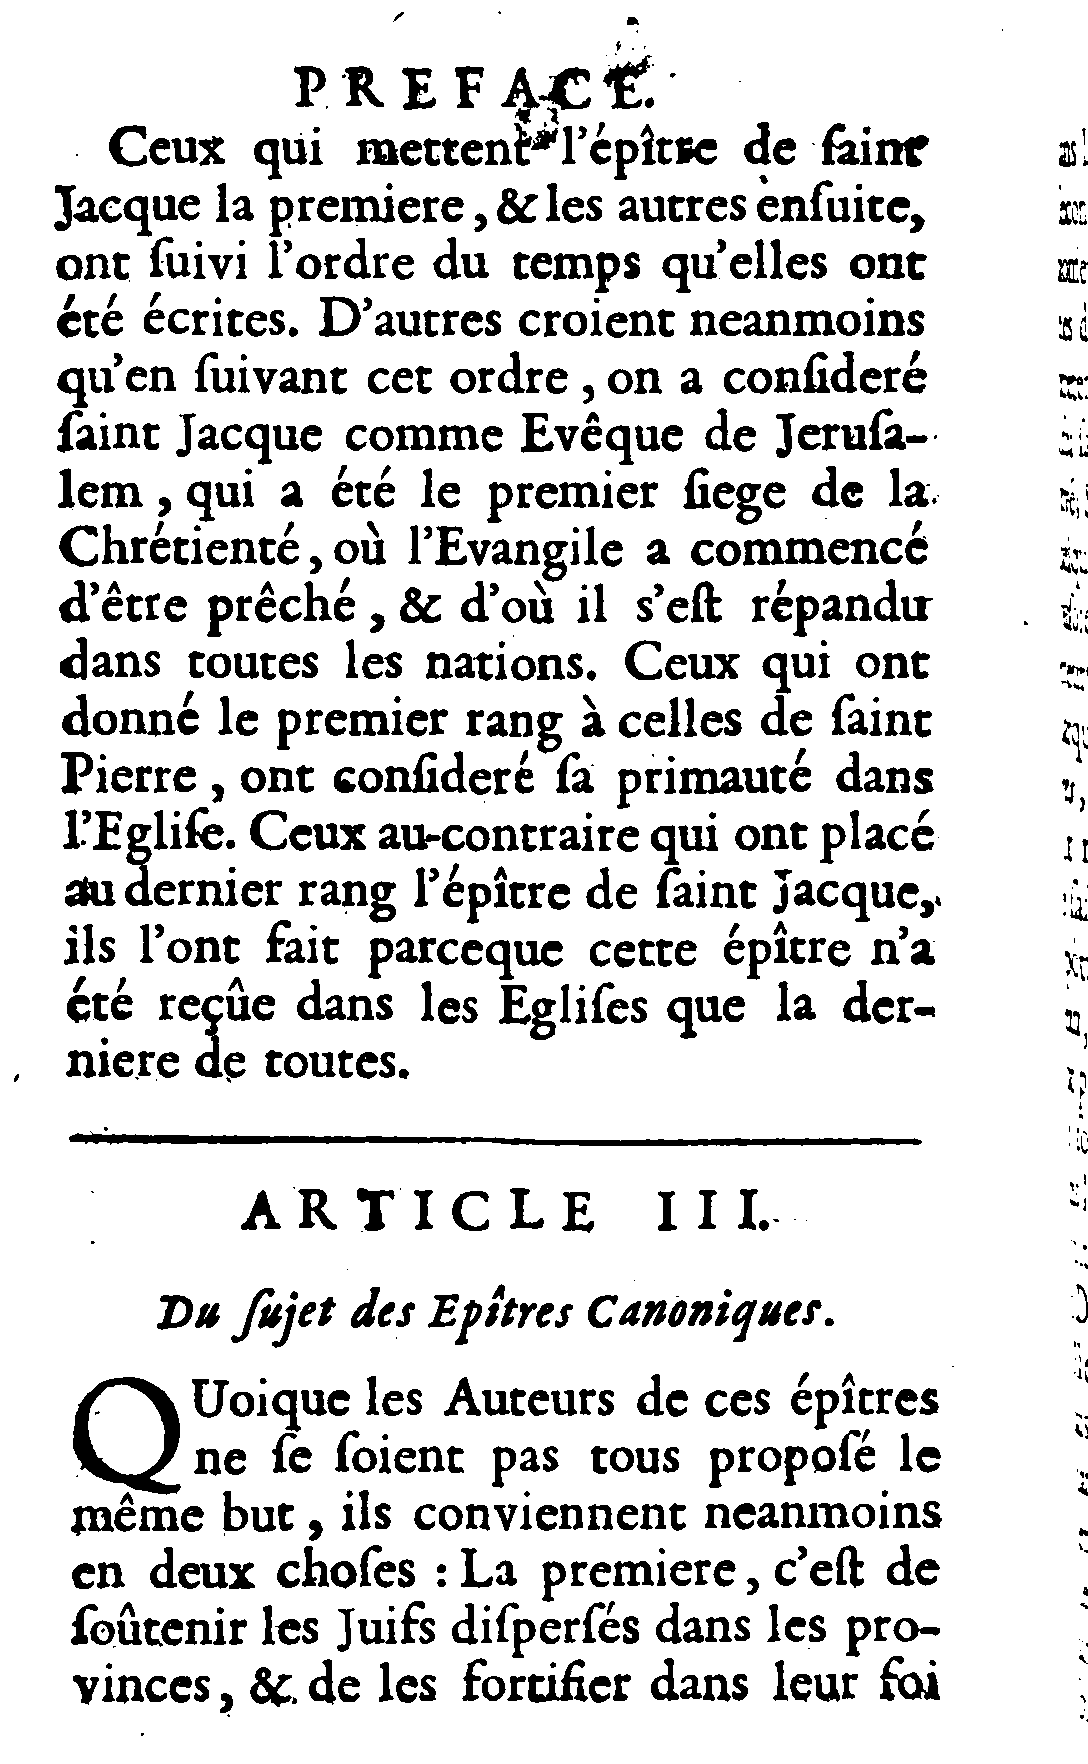 PREFACE.
Ceux qui mettent l'épître de ſaint
Jacque la premiere, & les autres enſuite,
ont ſuivi l'ordre du temps qu'elles ont
été écrites. D'autres croient neanmoins
qu'en ſuivant cet ordre, on a conſideré
ſaint Jacque comme Evêque de Jeruſa-
lem, qui a été le premier ſiege de la
Chrétienté, où l'Evangile a commencé
d'être prêché, & d'où il s'eſt répandu
dans toutes les nations. Ceux qui ont
donné le premier rang à celles de ſaint
Pierre, ont conſideré ſa primauté dans
l'Egliſe. Ceux au-contraire qui ont placé
au dernier rang l'épître de ſaint Jacque,
ils l'ont fait parceque cette épître n'a
été reçûe dans les Egliſes que la der-
niere de toutes.
ARTICLE III.
Du ſujet des Epîtres Canoniques.
QUoique les Auteurs de ces épîtres
ne ſe ſoient pas tous propoſé le
même but, ils conviennent neanmoins
en deux choſes : La premiere, c'eſt de
ſoûtenir les Juifs diſperſés dans les pro-
vinces, & de les fortifier dans leur foi